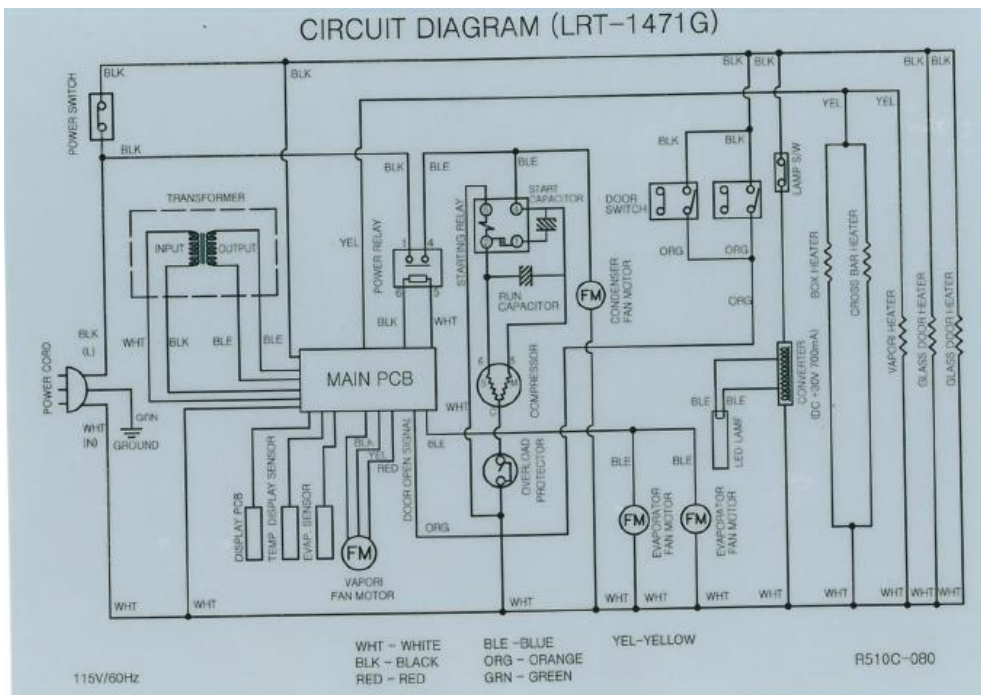 CIRCUIT DIAGRAM (LRT-1471G)
BLK
BLK
BLK
BLK
BLK
BLK
POWER SWITCH
BLK
BLK
BLK
BLE
BLE
YEL
YEL
BLK
BLK
LAMP S/W
TRANSFORMER
INPUT
OUTPUT
YEL
POWER RELAY
1
4
6
5
STARTING RELAY
START
CAPACITOR
RUN
CAPACITOR
DOOR
SWITCH
ORG
ORG
ORG
CONDENSER
FAN MOTOR
FM
BOX HEATER
CROSS BAR HEATER
VAPORI HEATER
GLASS DOOR HEATER
GLASS DOOR HEATER
BLK
(L)
WHT
BLK
BLE
BLE
BLK
WHT
MAIN PCB
COMPRESSOR
S
M
C
CONVERTER
(DC +30V 700mA)
POWER CORD
GRN
GROUND
WHT
(N)
WHT
BLE
BLE
LED LAMP
BLK
YEL
RED
DOOR OPEN SIGNAL
BLE
ORG
OVERLOAD
PROTECTOR
BLE
BLE
DISPLAY PCB
TEMP. DISPLAY SENSOR
EVAP. SENSOR
FM
VAPORI
FAN MOTOR
FM
EVAPORATOR
FAN MOTOR
FM
EVAPORATOR
FAN MOTOR
WHT
WHT
WHT
WHT
WHT
WHT
WHT
WHT
WHT
WHT
WHT
WHT - WHITE
BLE -BLUE
YEL-YELLOW
BLK - BLACK
ORG - ORANGE
RED - RED
GRN - GREEN
115V/60Hz
R510C-080